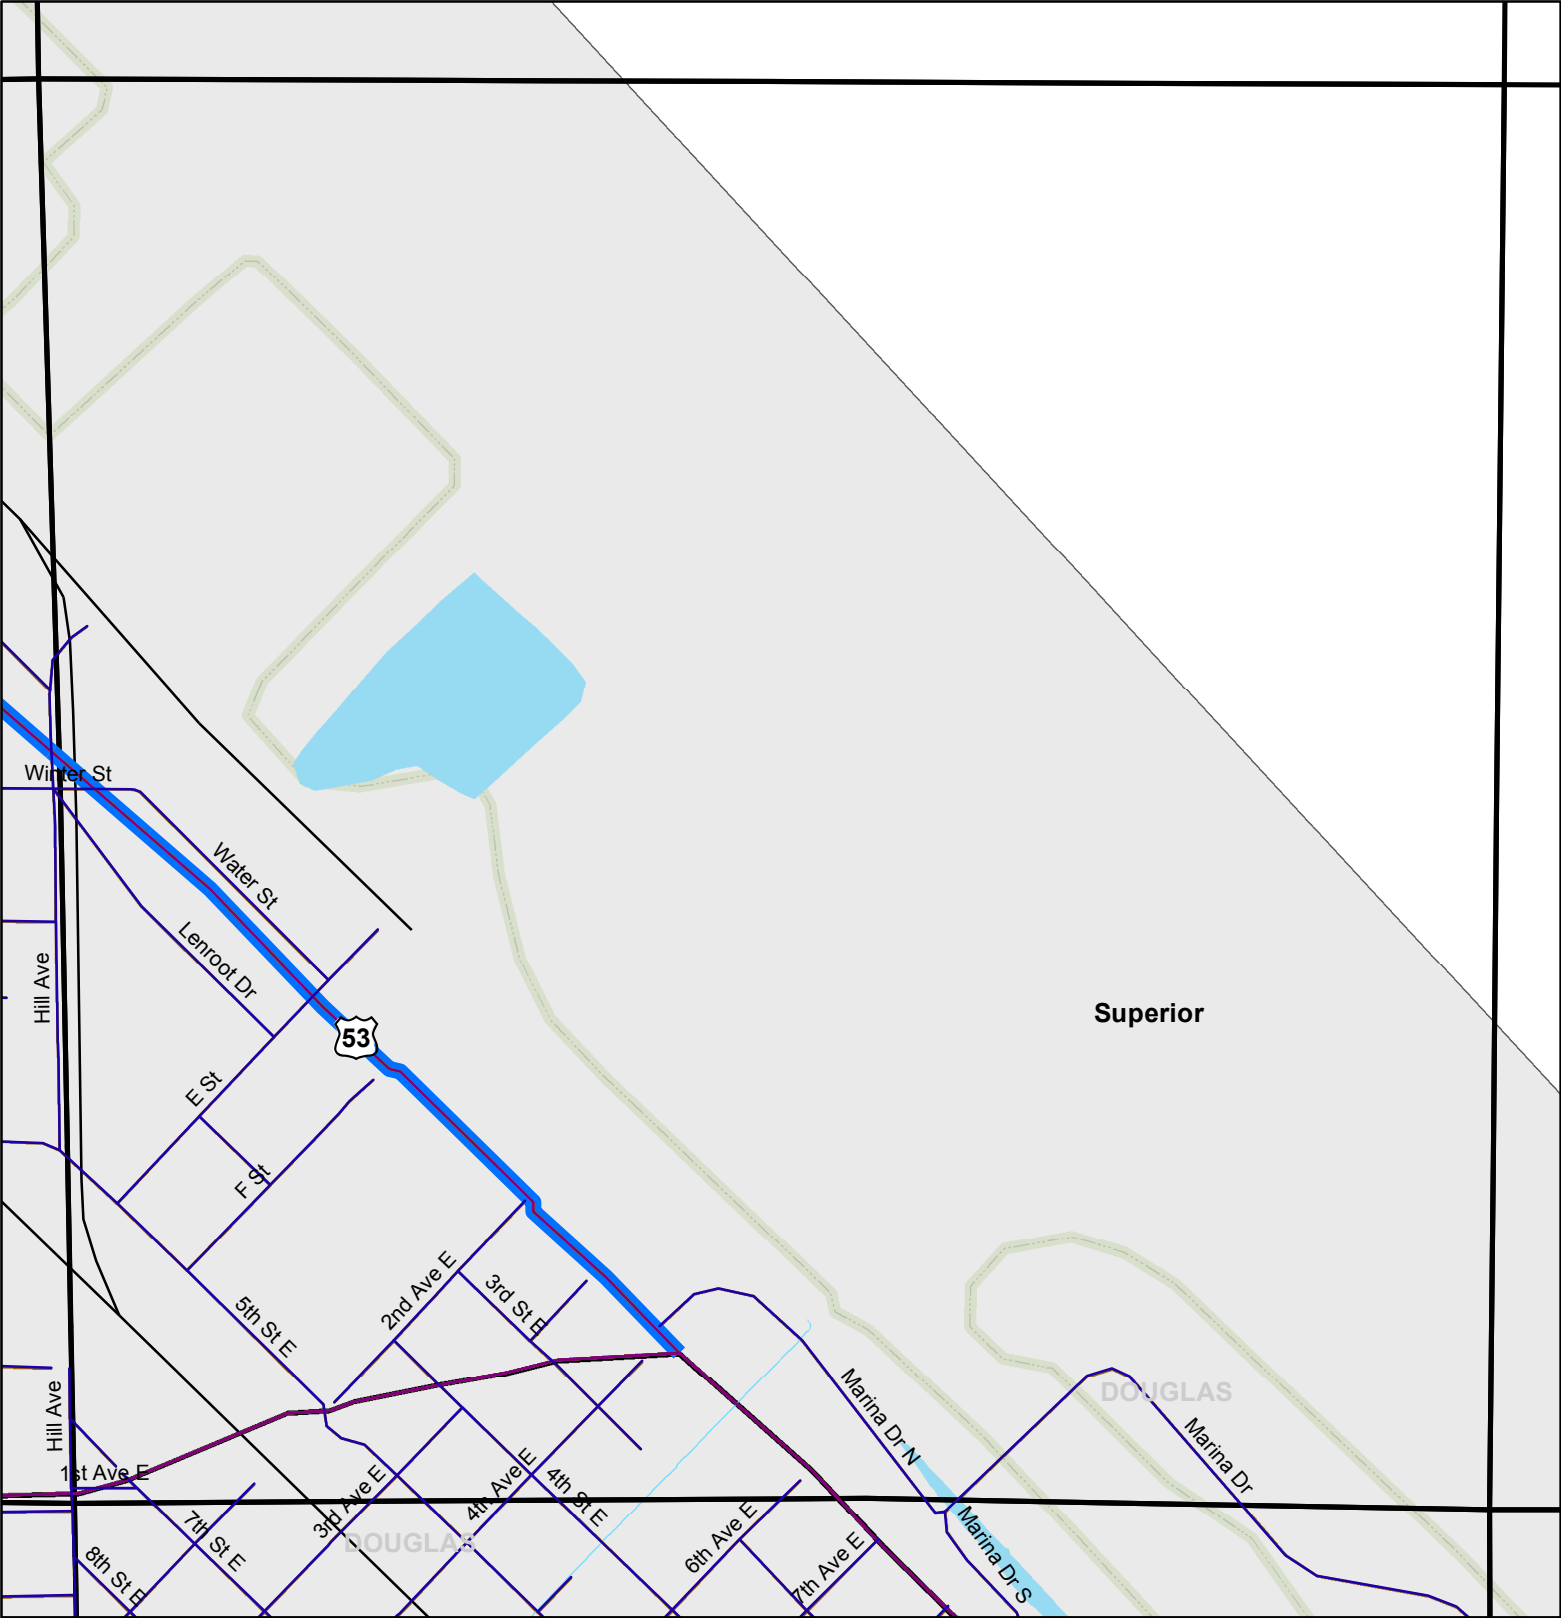 Winter St
Water St
Lenroot Dr
Hill Ave
Superior
53
E St
F St
2nd Ave E
3rd St E
5th St E
Marina Dr N
DOUGLAS
Marina Dr
Hill Ave
1st Ave E
3rd Ave E
4th Ave E
4th St E
7th St E
DOUGLAS
6th Ave E
7th Ave E
Marina Dr S
8th St E